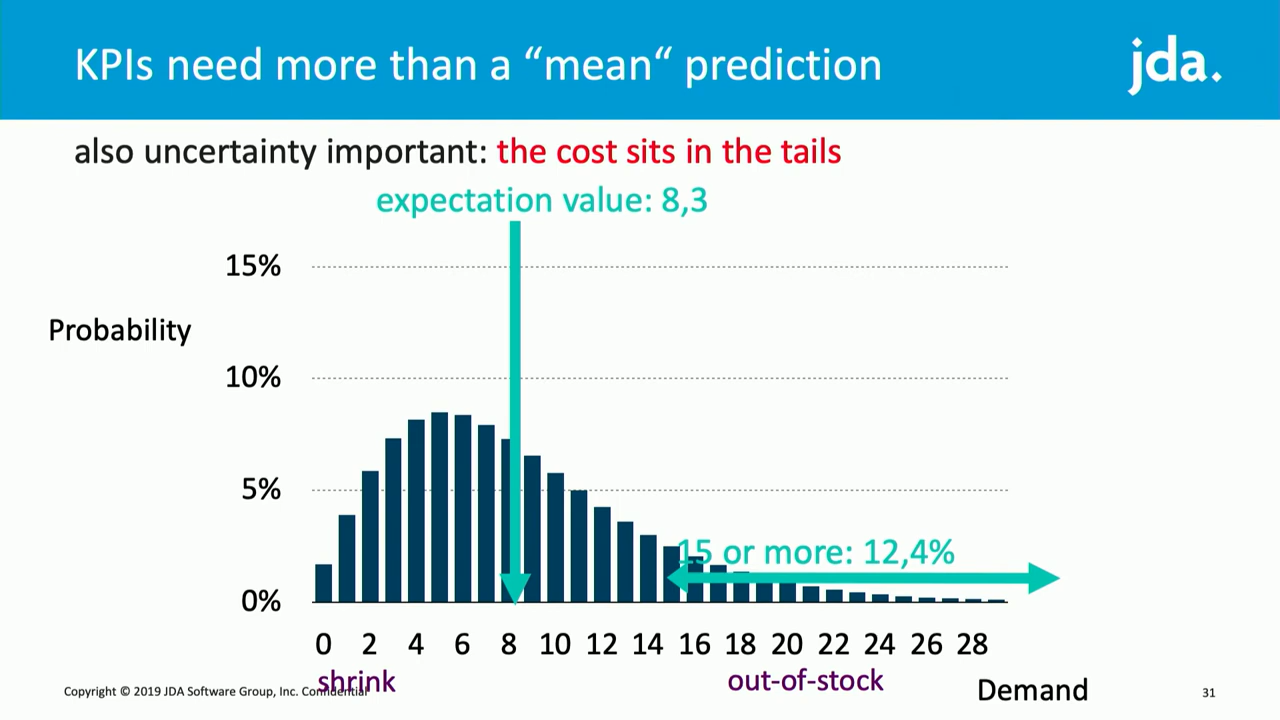 KPIs need more than a “mean“ prediction
jda.
also uncertainty important: the cost sits in the tails
expectation value: 8,3
15%
Probability
10%
5%
15 or more: 12,4%
0%
0 2 4 6 8 10 12 14 16 18 20 22 24 26 28
shrink
out-of-stock
Demand
Copyright © 2019 JDA Software Group, Inc. Confidential
31